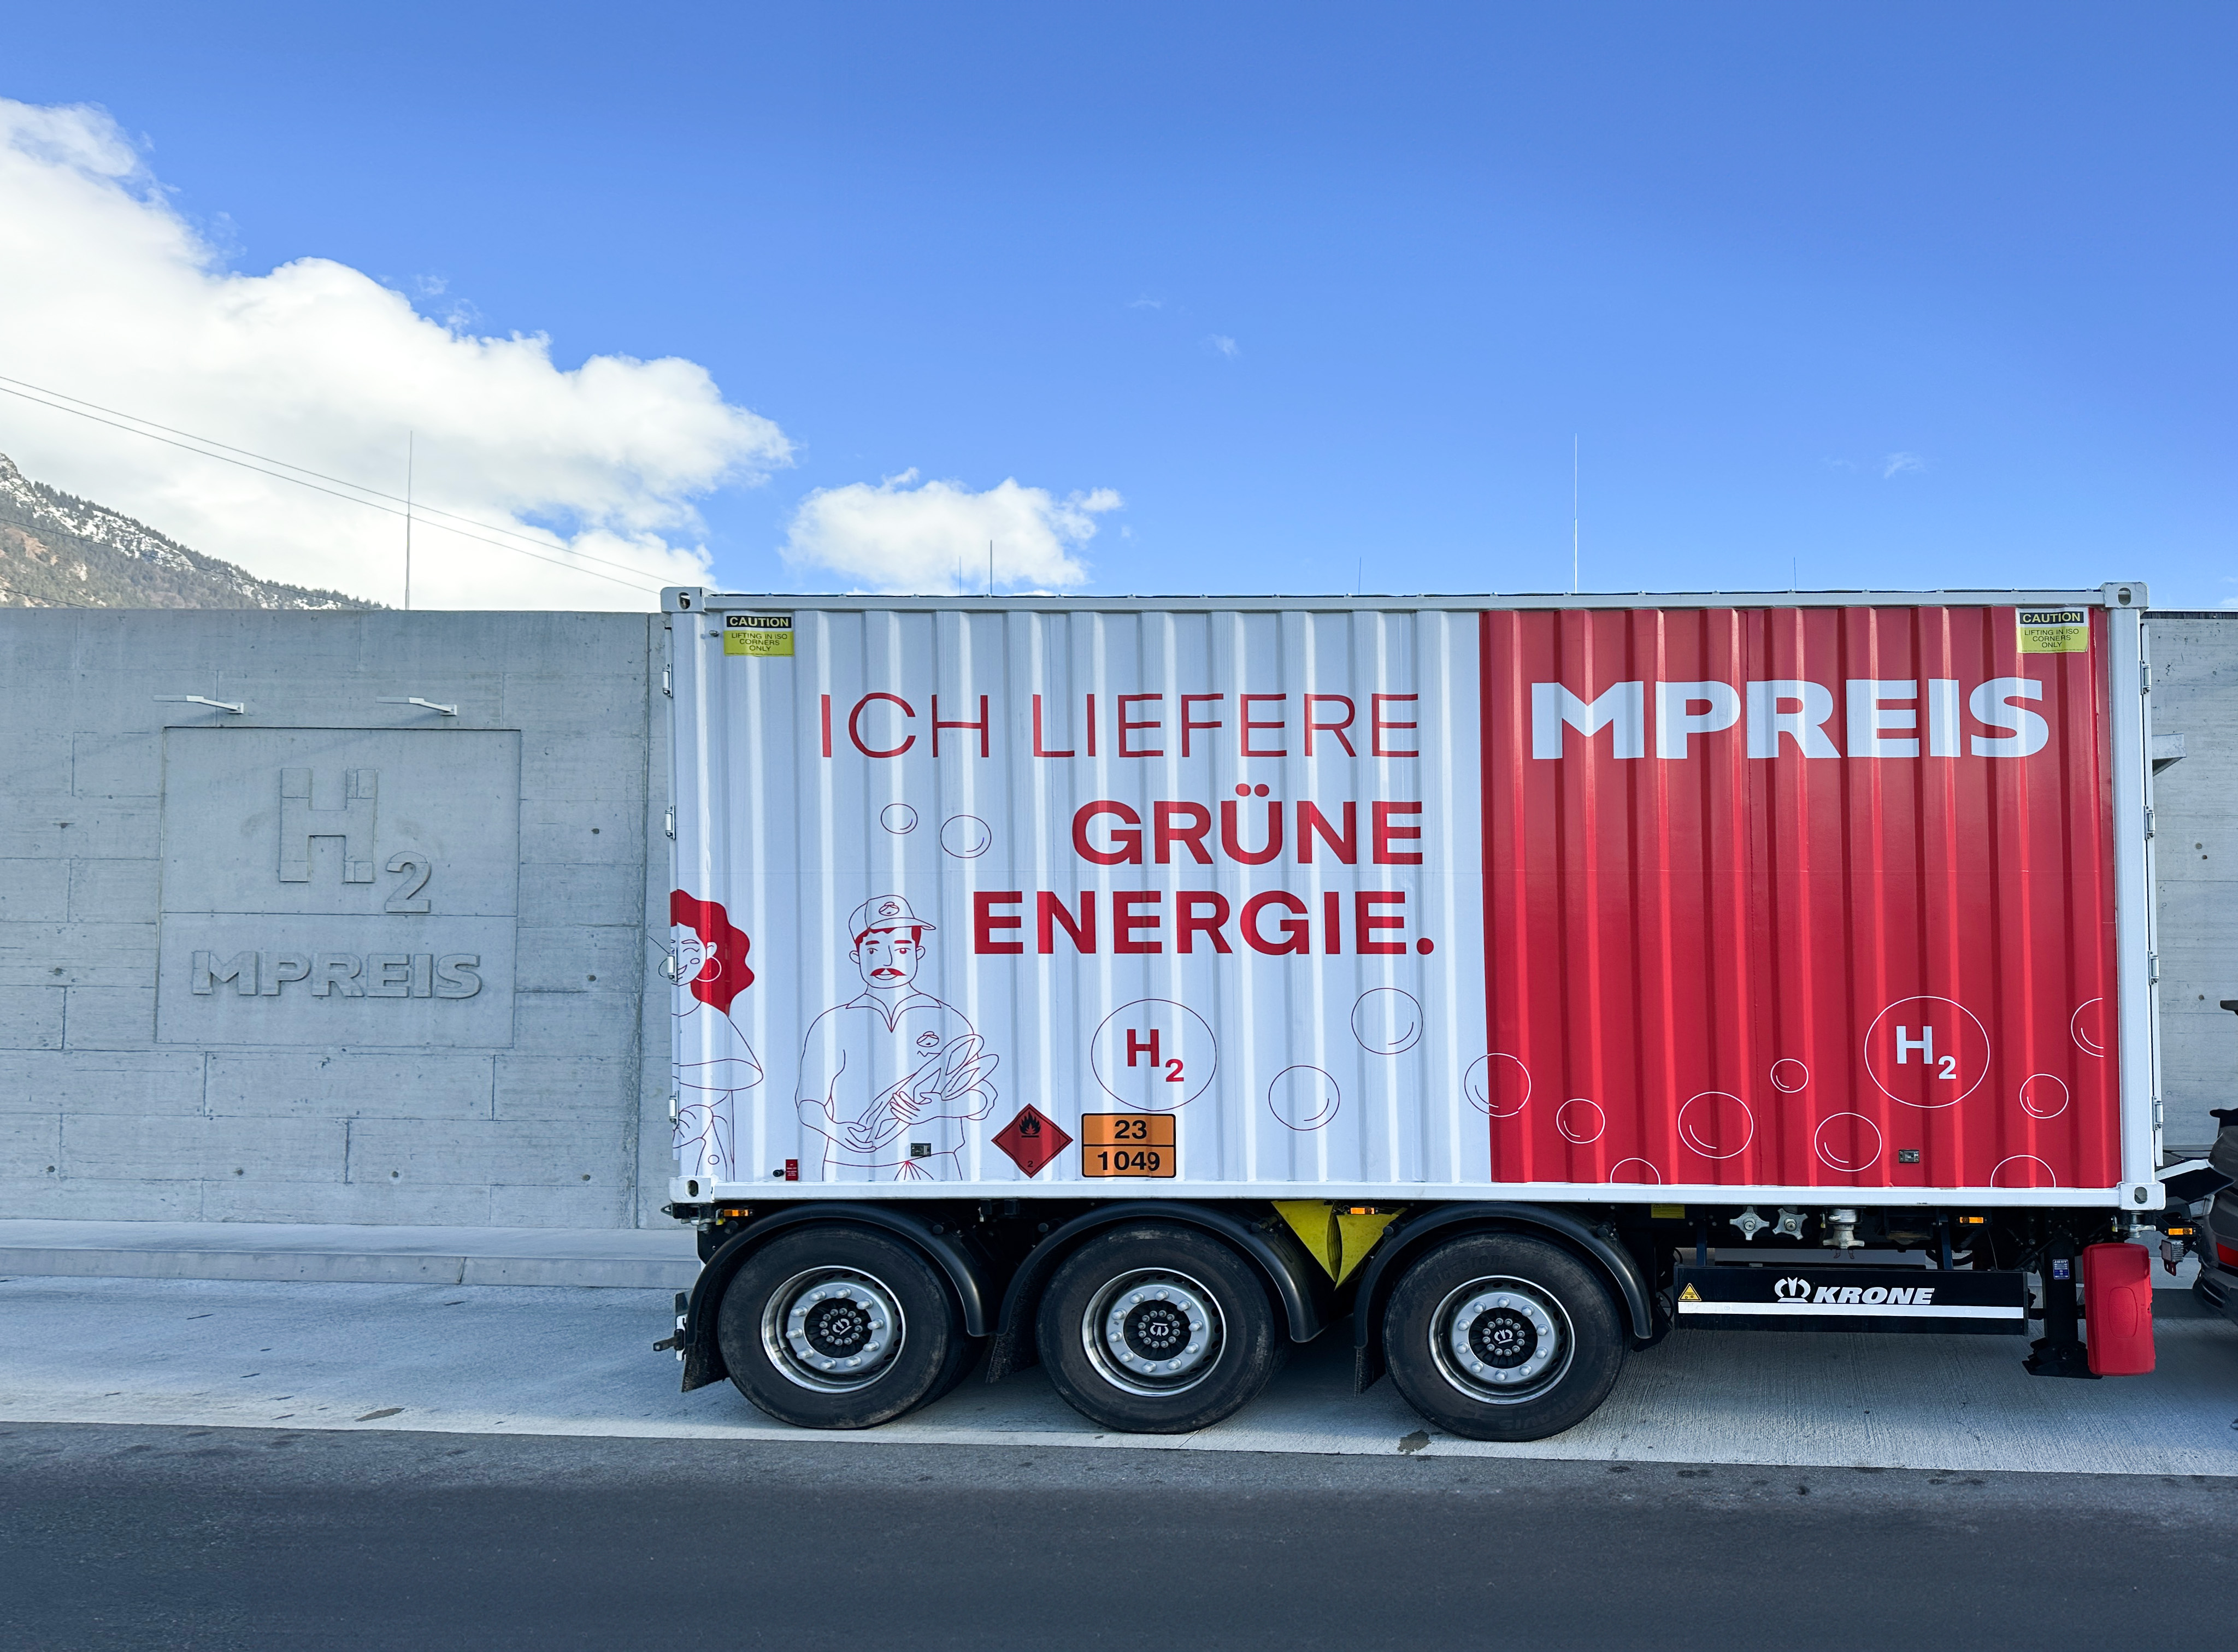 H2
MPREIS
CAUTION
LIFTING IN ISO
CORNERS
ONLY
ICH LIEFERE
GRÜNE
ENERGIE.
H2
2
23
1049
MPREIS
CAUTION
LIFTING IN ISO
CORNERS
ONLY
H2
KRONE